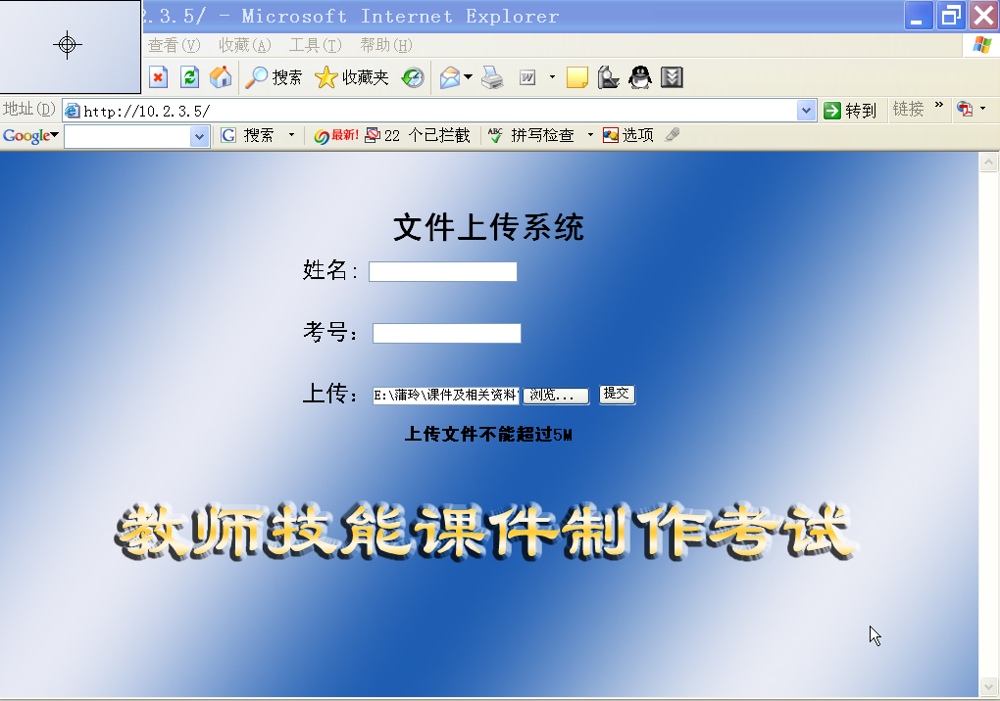 2.3.5/ - Microsoft Internet Explorer
查看(V) 收藏(A) 工具(T) 帮助(H)
搜索 收藏夹 W
地址(D) http://10.2.3.5/ 转到 链接 »
Google G 搜索 最新! 22 个已拦截 ABC 拼写检查 选项
文件上传系统
姓名:
考号:
上传: E:\蒲玲\课件及相关资料 浏览... 提交
上传文件不能超过5M
教师技能课件制作考试